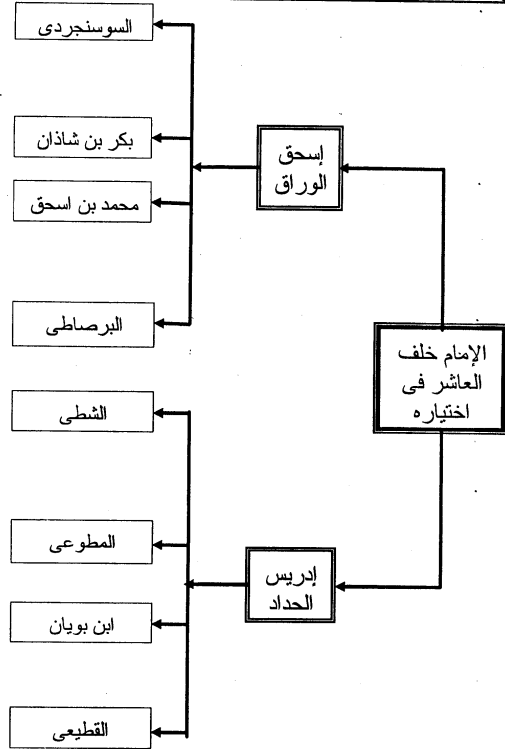 الإمام خلف
العاشر فى
اختياره
إسحق
الوراق
السوسنجردى
بكر بن شاذان
محمد بن اسحق
البرصاطى
إدريس
الحداد
الشطى
المطوعى
ابن بويان
القطيعى